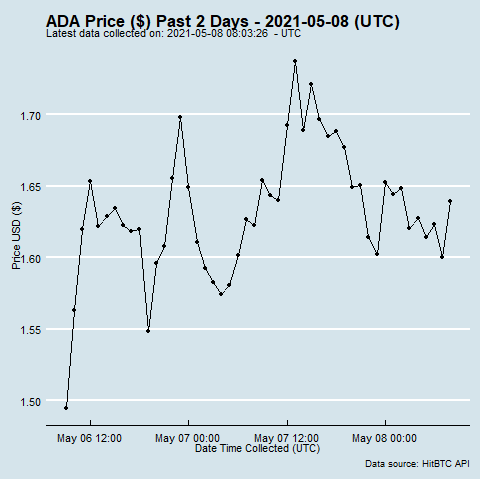 ADA Price ($) Past 2 Days - 2021-05-08 (UTC)
Latest data collected on: 2021-05-08 08:03:26 - UTC
1.70
1.65
1.60
1.55
1.50
Price USD ($)
May 06 12:00 May 07 00:00 May 07 12:00 May 08 00:00
Date Time Collected (UTC)
Data source: HitBTC API